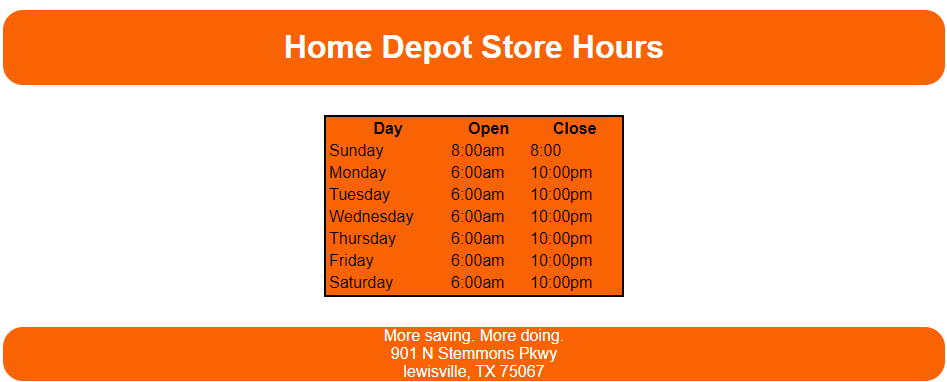 Home Depot Store Hours
Day Open Close
Sunday 8:00am 8:00
Monday 6:00am 10:00pm
Tuesday 6:00am 10:00pm
Wednesday 6:00am 10:00pm
Thursday 6:00am 10:00pm
Friday 6:00am 10:00pm
Saturday 6:00am 10:00pm
More saving. More doing.
901 N Stemmons Pkwy
lewisville, TX 75067